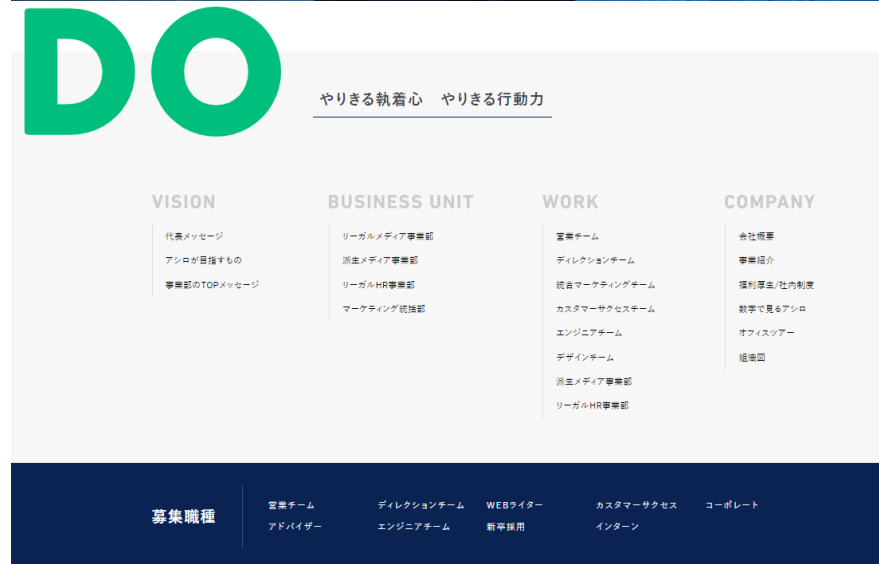 DO
やりきる執着心　やりきる行動力
VISION
代表メッセージ
アシロが目指すもの
事業部のTOPメッセージ
BUSINESS UNIT
リーガルメディア事業部
派生メディア事業部
リーガルHR事業部
マーケティング統括部
WORK
営業チーム
ディレクションチーム
統合マーケティングチーム
カスタマーサクセスチーム
エンジニアチーム
デザインチーム
派生メディア事業部
リーガルHR事業部
COMPANY
会社概要
事業紹介
福利厚生/社内制度
数字で見るアシロ
オフィスツアー
組織図
募集職種
営業チーム　ディレクションチーム　WEBライター　カスタマーサクセス　コーポレート
アドバイザー　エンジニアチーム　新卒採用　インターン